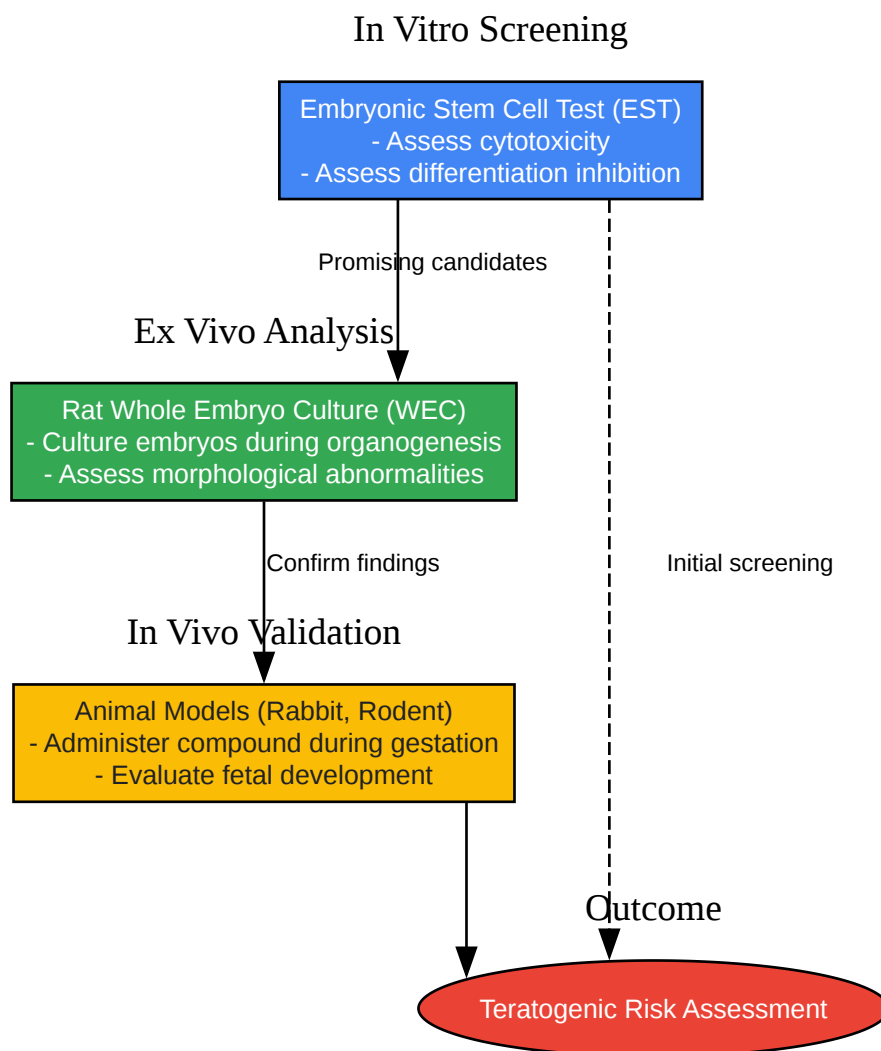 In Vitro Screening
Embryonic Stem Cell Test (EST)
- Assess cytotoxicity
- Assess differentiation inhibition
Promising candidates
Ex Vivo Analysis
Rat Whole Embryo Culture (WEC)
- Culture embryos during organogenesis
- Assess morphological abnormalities
Confirm findings
Initial screening
In Vivo Validation
Animal Models (Rabbit, Rodent)
- Administer compound during gestation
- Evaluate fetal development
Outcome
Teratogenic Risk Assessment